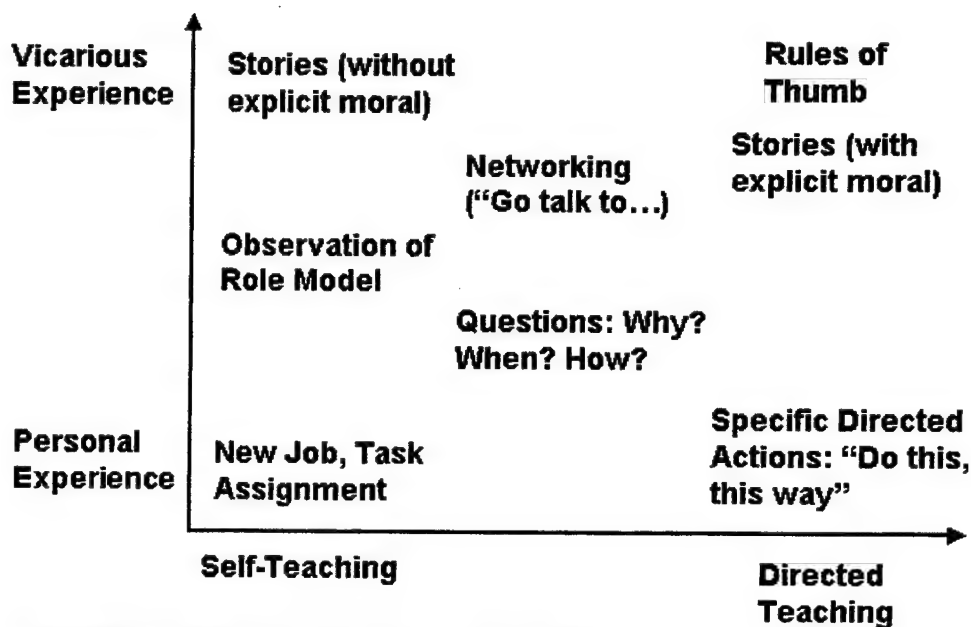 Vicarious
Experience
Stories (without
explicit moral)
Rules of
Thumb
Stories (with
explicit moral)
Networking
(“Go talk to…)
Observation of
Role Model
Questions: Why?
When? How?
Personal
Experience
New Job, Task
Assignment
Specific Directed
Actions: “Do this,
this way”
Self-Teaching
Directed
Teaching